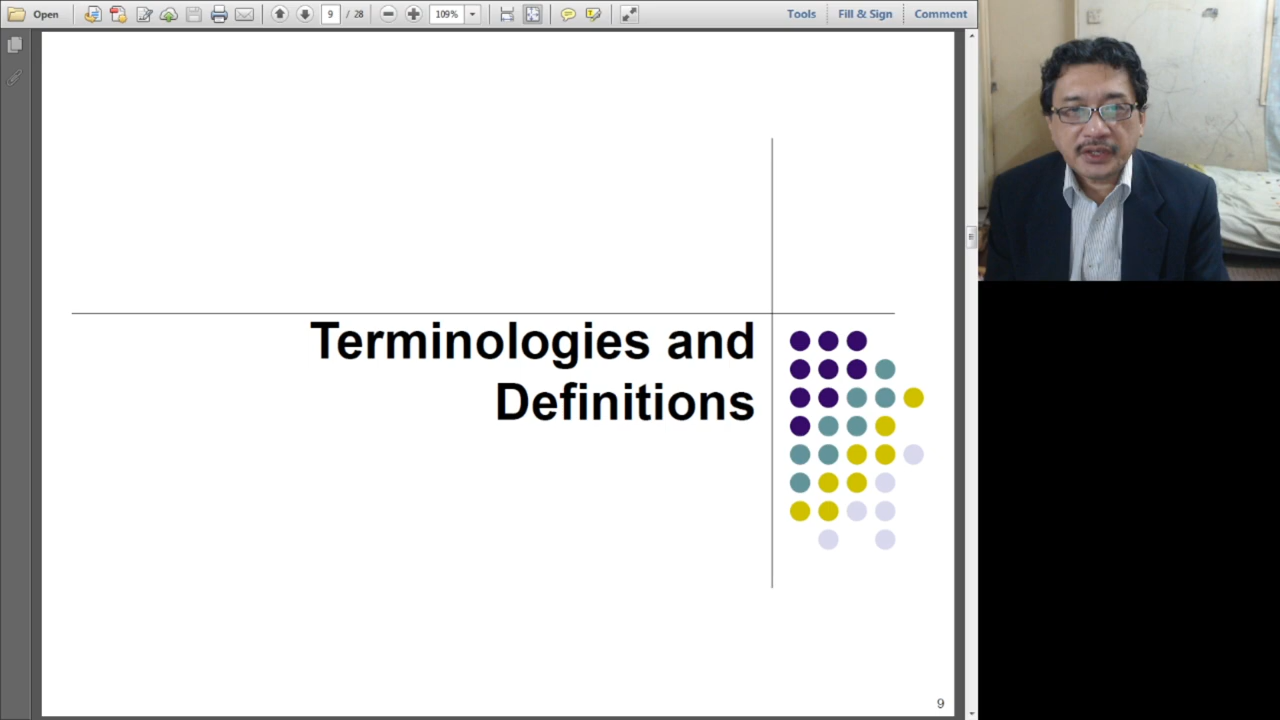 Open
9 / 28
109%
Tools
Fill & Sign
Comment
Terminologies and
Definitions
9